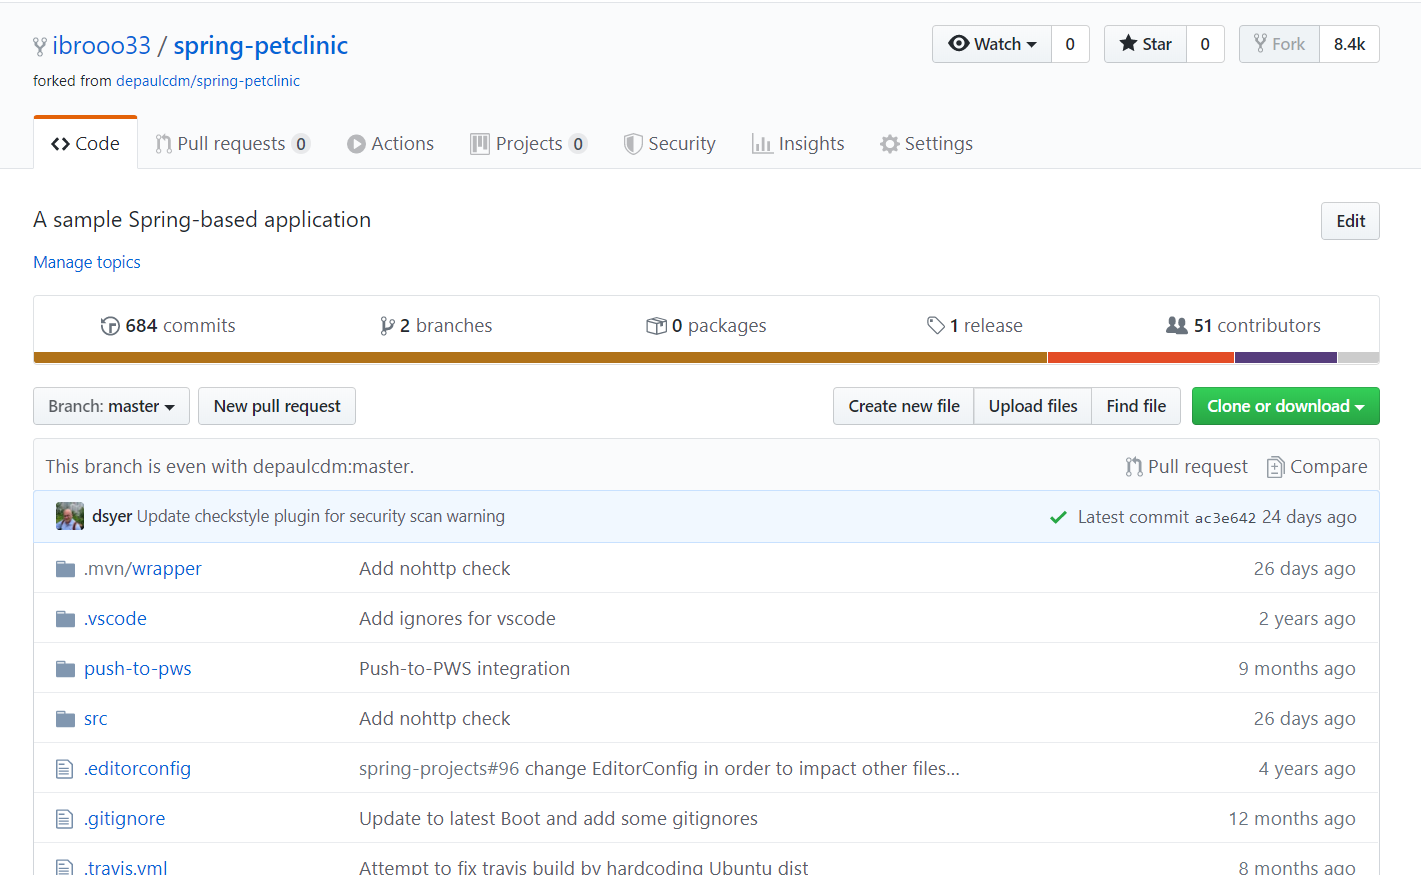 ibrooo33 / spring-petclinic
Watch 0 Star 0 Fork 8.4k
forked from depaulcdm/spring-petclinic
Code Pull requests 0 Actions Projects 0 Security Insights Settings
A sample Spring-based application
Edit
Manage topics
684 commits 2 branches 0 packages 1 release 51 contributors
Branch: master New pull request Create new file Upload files Find file Clone or download
This branch is even with depaulcdm:master. Pull request Compare
dsyer Update checkstyle plugin for security scan warning Latest commit ac3e642 24 days ago
.mvn/wrapper Add nohttp check 26 days ago
.vscode Add ignores for vscode 2 years ago
push-to-pws Push-to-PWS integration 9 months ago
src Add nohttp check 26 days ago
.editorconfig spring-projects#96 change EditorConfig in order to impact other files... 4 years ago
.gitignore Update to latest Boot and add some gitignores 12 months ago
.travis.yml Attempt to fix travis build by hardcoding Ubuntu dist 8 months ago